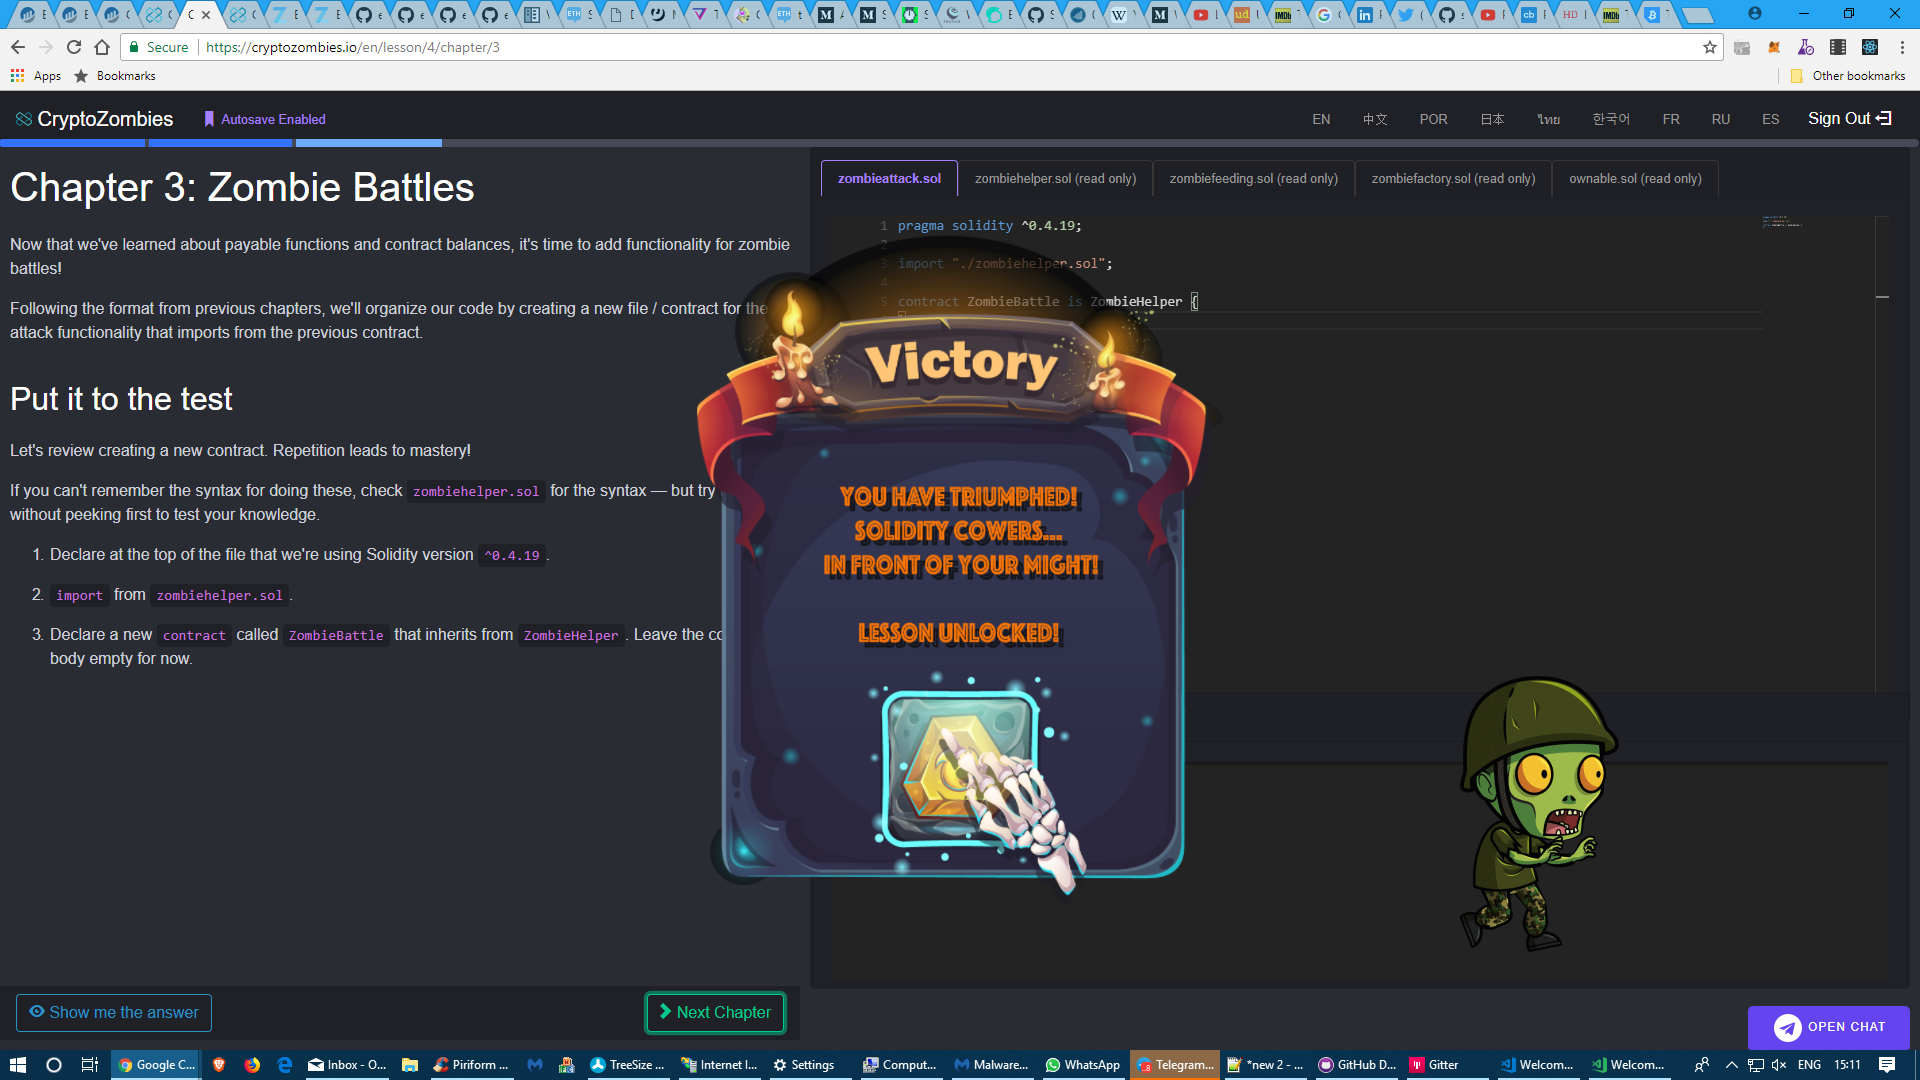 Secure
https://cryptozombies.io/en/lesson/4/chapter/3
Apps
Bookmarks
Other bookmarks
CryptoZombies
Autosave Enabled
EN
中文
POR
日本
ไทย
한국어
FR
RU
ES
Sign Out
Chapter 3: Zombie Battles
Now that we've learned about payable functions and contract balances, it's time to add functionality for zombie
battles!
Following the format from previous chapters, we'll organize our code by creating a new file / contract for the
attack functionality that imports from the previous contract.
Put it to the test
Let's review creating a new contract. Repetition leads to mastery!
If you can't remember the syntax for doing these, check zombiehelper.sol for the syntax — but try
without peeking first to test your knowledge.
1. Declare at the top of the file that we're using Solidity version ^0.4.19.
2. import from zombiehelper.sol.
3. Declare a new contract called ZombieBattle that inherits from ZombieHelper. Leave the
body empty for now.
Show me the answer
Next Chapter
zombieattack.sol
zombiehelper.sol (read only)
zombiefeeding.sol (read only)
zombiefactory.sol (read only)
ownable.sol (read only)
1 pragma solidity ^0.4.19;
2
3 import "./zombiehelper.sol";
4
5 contract ZombieBattle is ZombieHelper {
Victory
YOU HAVE TRIUMPHED!
SOLIDITY COWERS...
IN FRONT OF YOUR MIGHT!
LESSON UNLOCKED!
OPEN CHAT
Google C...
Inbox - O...
Piriform ...
TreeSize ...
Internet I...
Settings
Comput...
Malware...
WhatsApp
Telegram...
*new 2 - ...
GitHub D...
Gitter
Welcom...
Welcom...
ENG
15:11